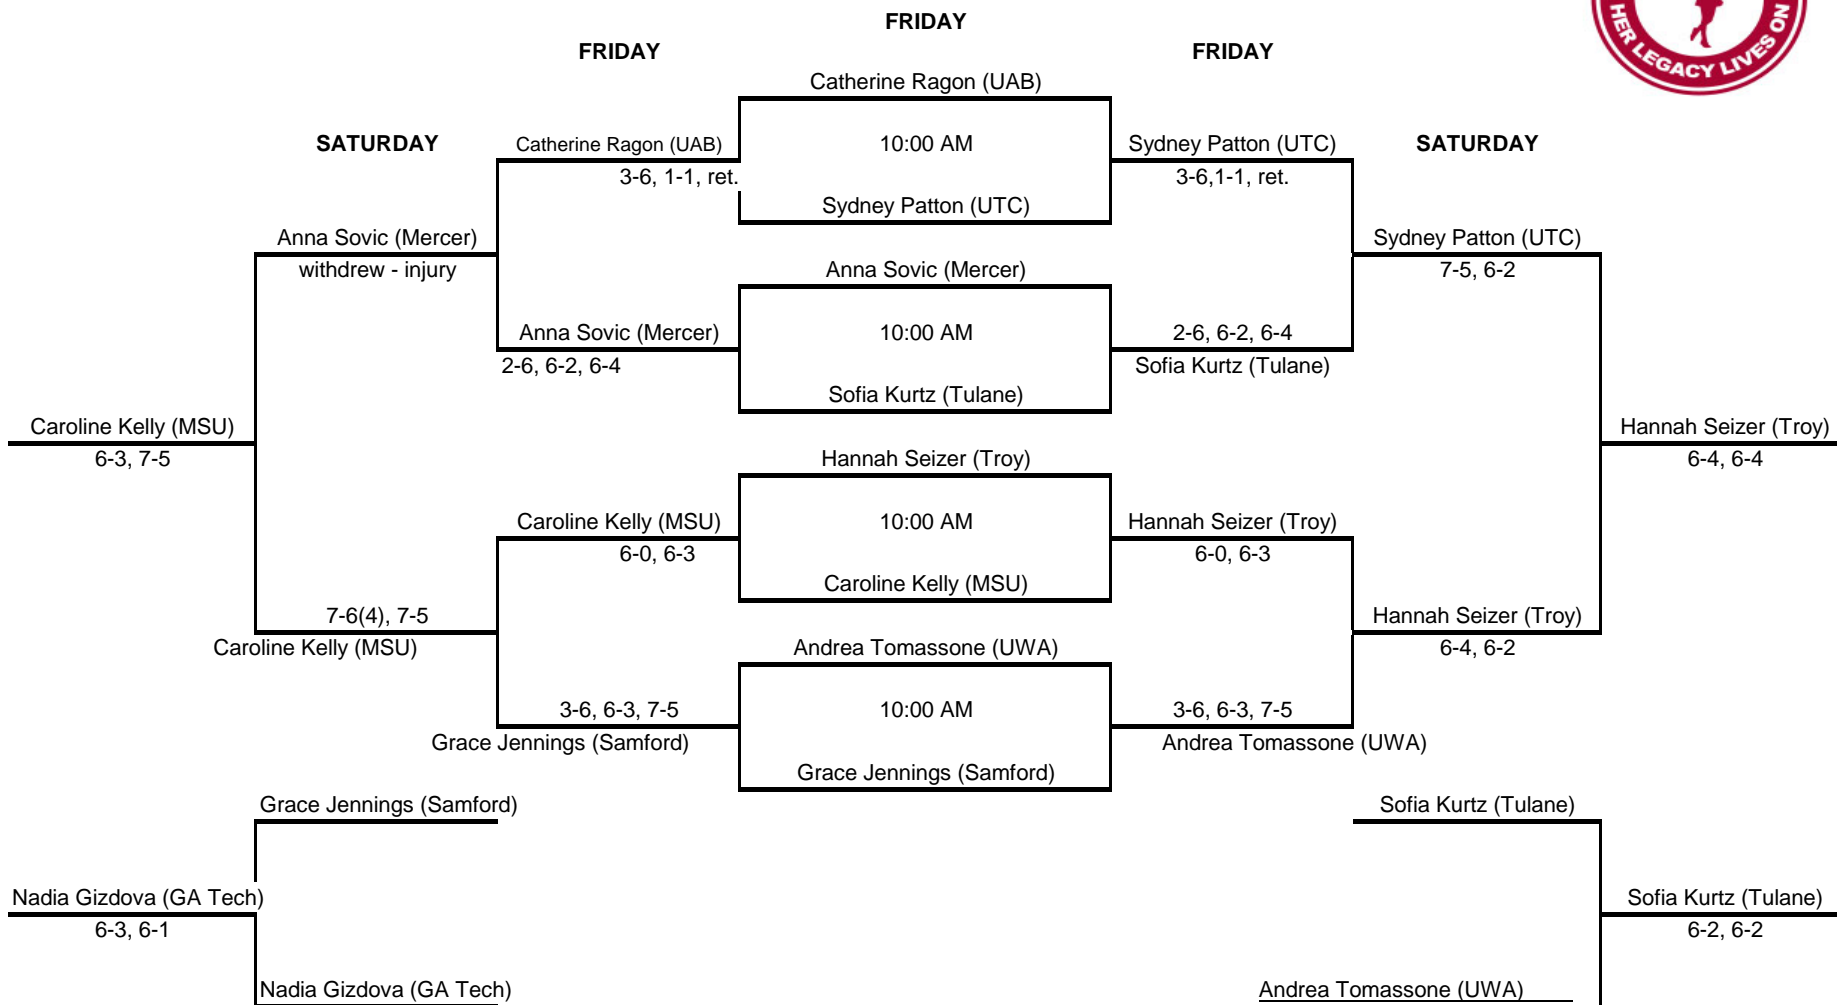 FRIDAY
HER LEGACY LIVES ON
FRIDAY
FRIDAY
Catherine Ragon (UAB)
SATURDAY
Catherine Ragon (UAB)
10:00 AM
Sydney Patton (UTC)
SATURDAY
3-6, 1-1, ret.
3-6,1-1, ret.
Sydney Patton (UTC)
Anna Sovic (Mercer)
Sydney Patton (UTC)
withdrew - injury
Anna Sovic (Mercer)
7-5, 6-2
Anna Sovic (Mercer)
10:00 AM
2-6, 6-2, 6-4
2-6, 6-2, 6-4
Sofia Kurtz (Tulane)
Sofia Kurtz (Tulane)
Caroline Kelly (MSU)
Hannah Seizer (Troy)
6-3, 7-5
Hannah Seizer (Troy)
6-4, 6-4
Caroline Kelly (MSU)
10:00 AM
Hannah Seizer (Troy)
6-0, 6-3
6-0, 6-3
Caroline Kelly (MSU)
7-6(4), 7-5
Hannah Seizer (Troy)
Caroline Kelly (MSU)
Andrea Tomassone (UWA)
6-4, 6-2
3-6, 6-3, 7-5
10:00 AM
3-6, 6-3, 7-5
Grace Jennings (Samford)
Andrea Tomassone (UWA)
Grace Jennings (Samford)
Grace Jennings (Samford)
Sofia Kurtz (Tulane)
Nadia Gizdova (GA Tech)
Sofia Kurtz (Tulane)
6-3, 6-1
6-2, 6-2
Nadia Gizdova (GA Tech)
Andrea Tomassone (UWA)